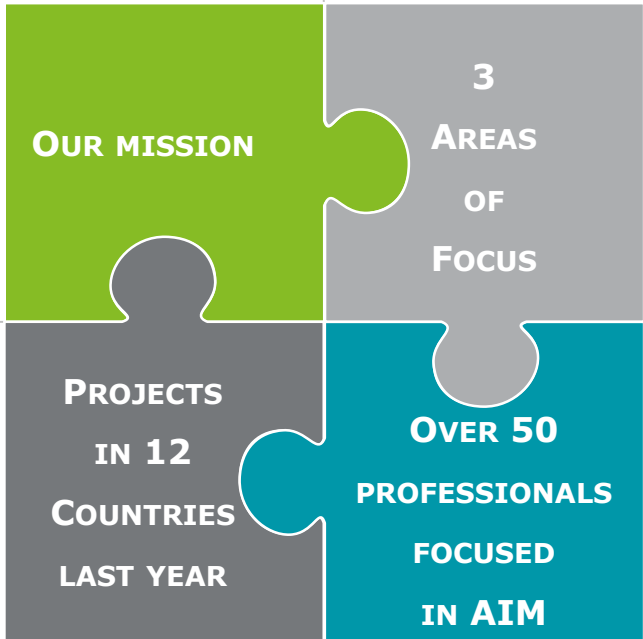 OUR MISSION
3
AREAS
OF
FOCUS
PROJECTS
IN 12
COUNTRIES
LAST YEAR
OVER 50
PROFESSIONALS
FOCUSED
IN AIM